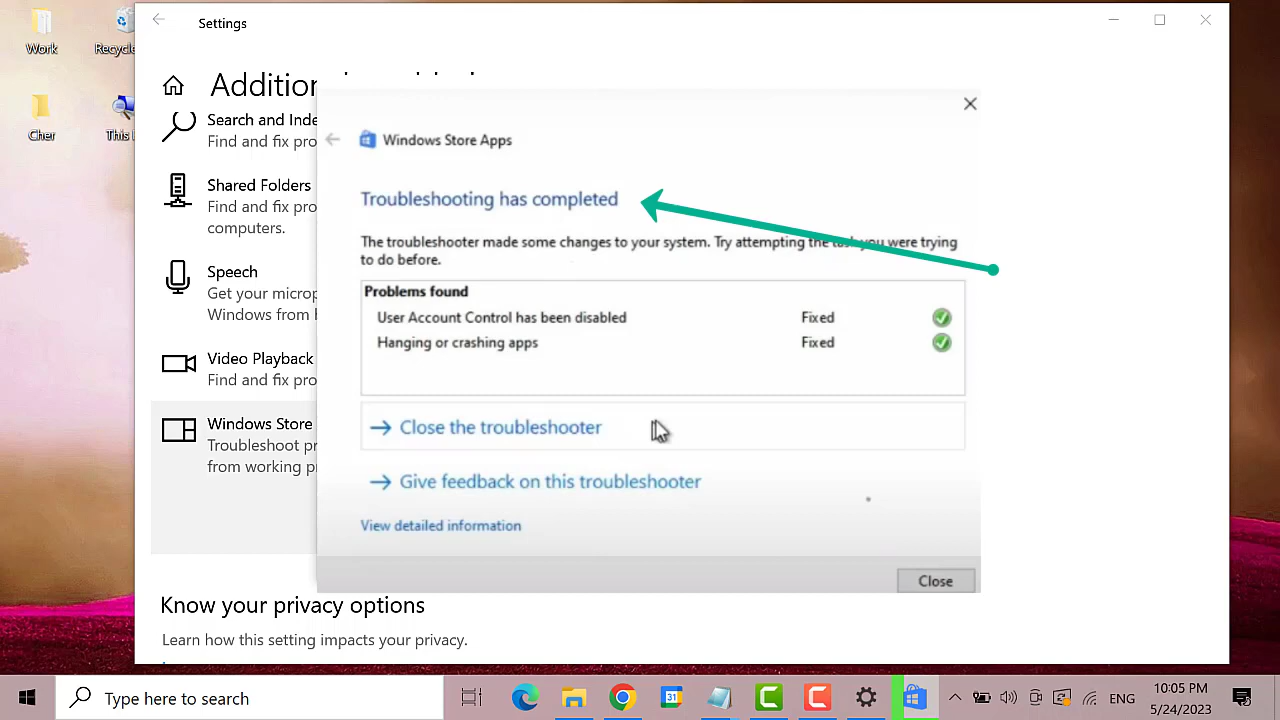 Work
Settings
Cher
Search and Inde
Find and fix pro
Shared Folders
Find and fix pro
computers.
Speech
Get your microp
Windows from h
Video Playback
Find and fix pro
Windows Store
Troubleshoot pr
from working p
Windows Store Apps
Troubleshooting has completed
The troubleshooter made some changes to your system. Try attempting the task you were trying
to do before.
Problems found
User Account Control has been disabled Fixed
Hanging or crashing apps Fixed
Close the troubleshooter
Give feedback on this troubleshooter
View detailed information
Close
Know your privacy options
Learn how this setting impacts your privacy.
Type here to search
31
ENG
10:05 PM
5/24/2023